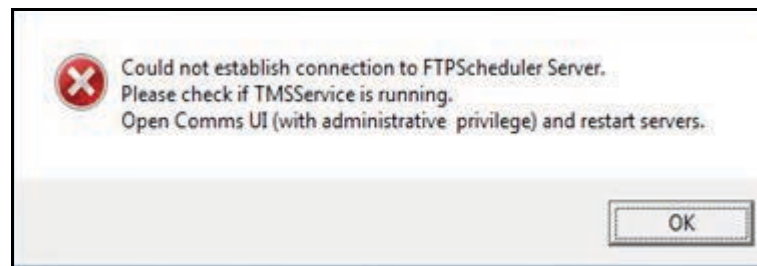 Could not establish connection to FTPScheduler Server.
Please check if TMSService is running.
Open Comms UI (with administrative privilege) and restart servers.
OK